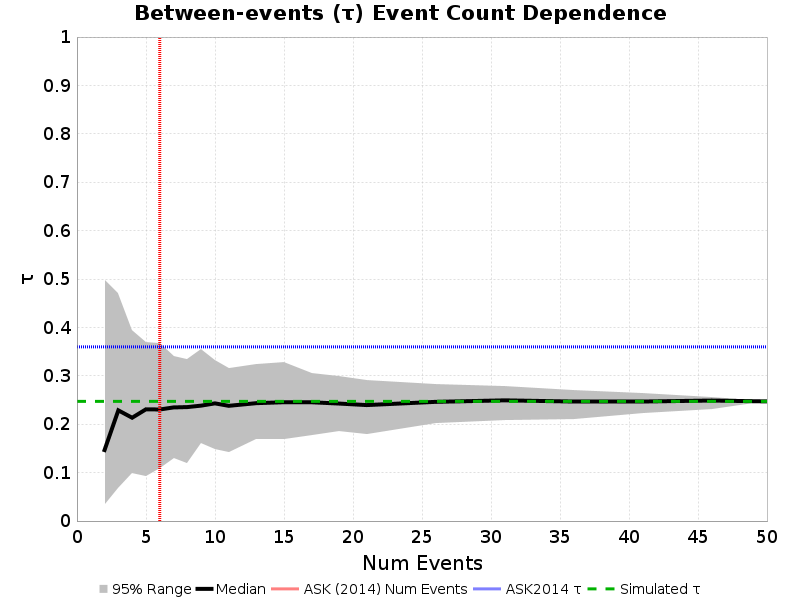 Between-events (τ) Event Count Dependence
1
0.9
0.8
0.7
0.6
0.5
0.4
0.3
0.2
0.1
0
τ
0 5 10 15 20 25 30 35 40 45 50
Num Events
95% Range Median ASK (2014) Num Events ASK2014 τ Simulated τ